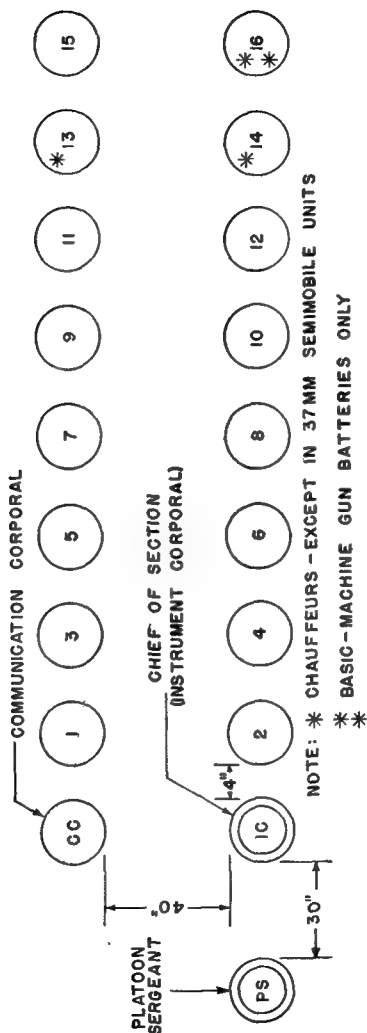 COMMUNICATION CORPORAL
CC 1 3 5 7 9 11 *13 15
CHIEF OF SECTION
(INSTRUMENT CORPORAL)
PLATOON
SERGEANT
40"
4"
PS IC 2 4 6 8 10 12 *14 **16
30"
NOTE: * CHAUFFEURS-EXCEPT IN 37MM SEMIMOBILE UNITS
** BASIC-MACHINE GUN BATTERIES ONLY